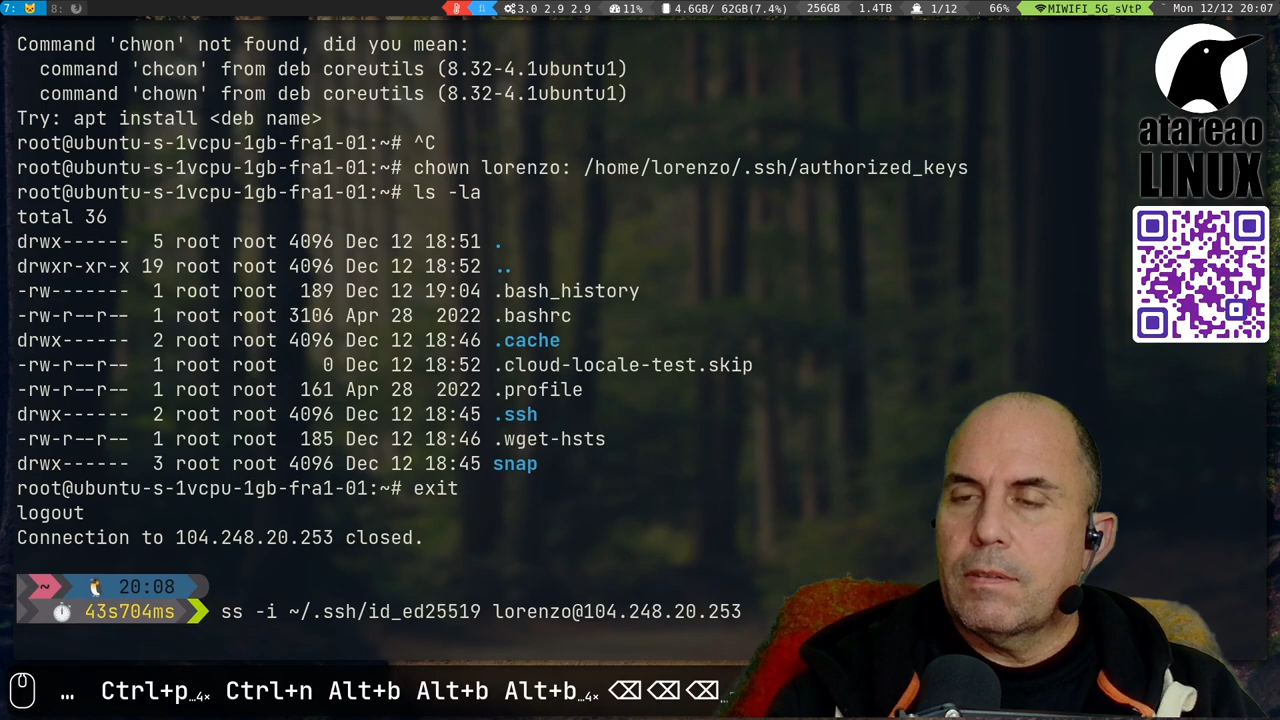 7:
8:
3.0 2.9 2.9 11% 4.6GB/ 62GB(7.4%) 256GB 1.4TB 1/12 66% MIWIFI 5G sVtP Mon 12/12 20:07
Command 'chwon' not found, did you mean:
command 'chcon' from deb coreutils (8.32-4.1ubuntu1)
command 'chown' from deb coreutils (8.32-4.1ubuntu1)
Try: apt install <deb name>
root@ubuntu-s-1vcpu-1gb-fra1-01:~# ^C
root@ubuntu-s-1vcpu-1gb-fra1-01:~# chown lorenzo: /home/lorenzo/.ssh/authorized_keys
root@ubuntu-s-1vcpu-1gb-fra1-01:~# ls -la
total 36
drwx------ 5 root root 4096 Dec 12 18:51 .
drwxr-xr-x 19 root root 4096 Dec 12 18:52 ..
-rw------- 1 root root 189 Dec 12 19:04 .bash_history
-rw-r--r-- 1 root root 3106 Apr 28 2022 .bashrc
drwx------ 2 root root 4096 Dec 12 18:46 .cache
-rw-r--r-- 1 root root 0 Dec 12 18:52 .cloud-locale-test.skip
-rw-r--r-- 1 root root 161 Apr 28 2022 .profile
drwx------ 2 root root 4096 Dec 12 18:45 .ssh
-rw-r--r-- 1 root root 185 Dec 12 18:46 .wget-hsts
drwx------ 3 root root 4096 Dec 12 18:45 snap
root@ubuntu-s-1vcpu-1gb-fra1-01:~# exit
logout
Connection to 104.248.20.253 closed.
~ 20:08
43s704ms ss -i ~/.ssh/id_ed25519 lorenzo@104.248.20.253
… Ctrl+p…4× Ctrl+n Alt+b Alt+b Alt+b…4× ⌫⌫⌫…
atareao
LINUX